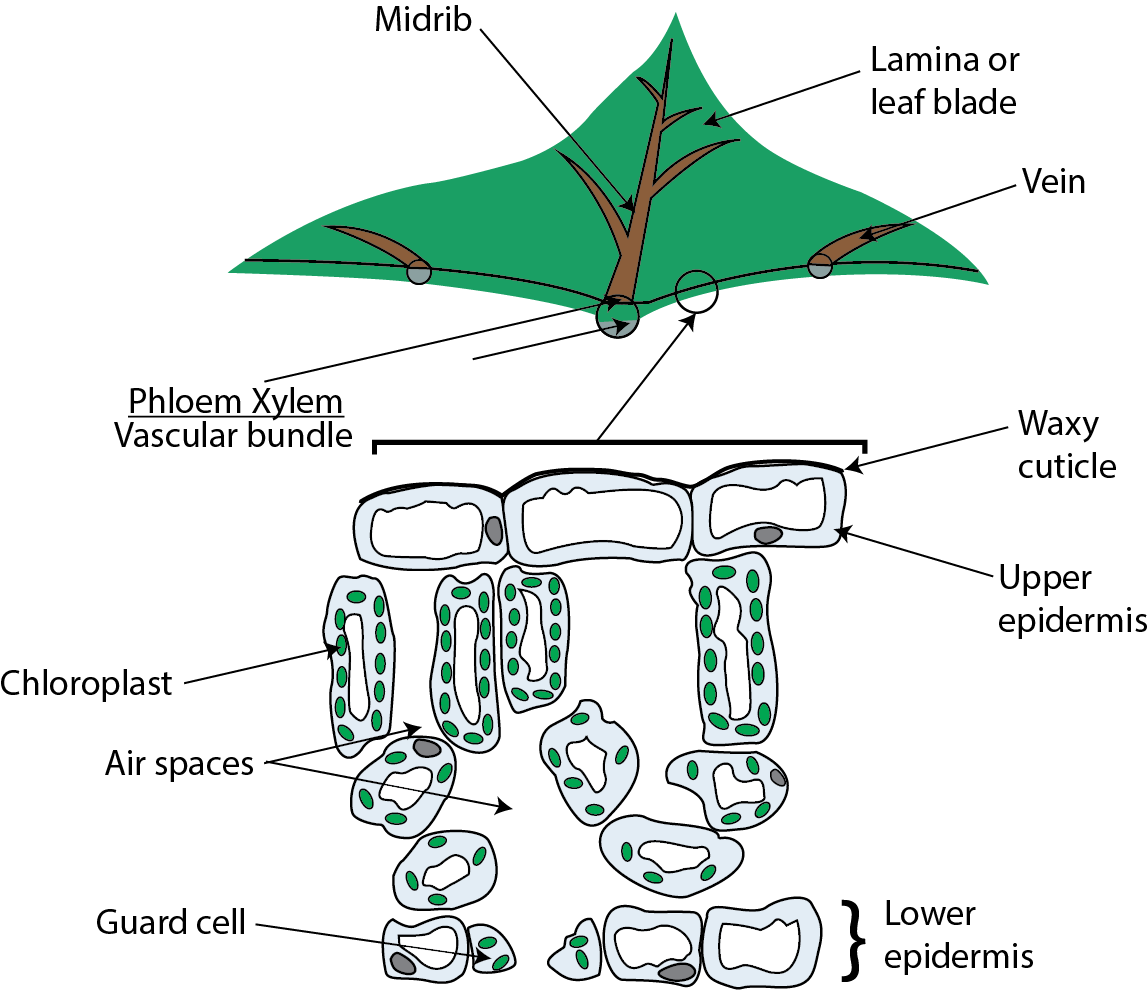 Midrib
Lamina or
leaf blade
Vein
Phloem Xylem
Vascular bundle
Waxy
cuticle
Upper
epidermis
Chloroplast
Air spaces
Guard cell
Lower
epidermis